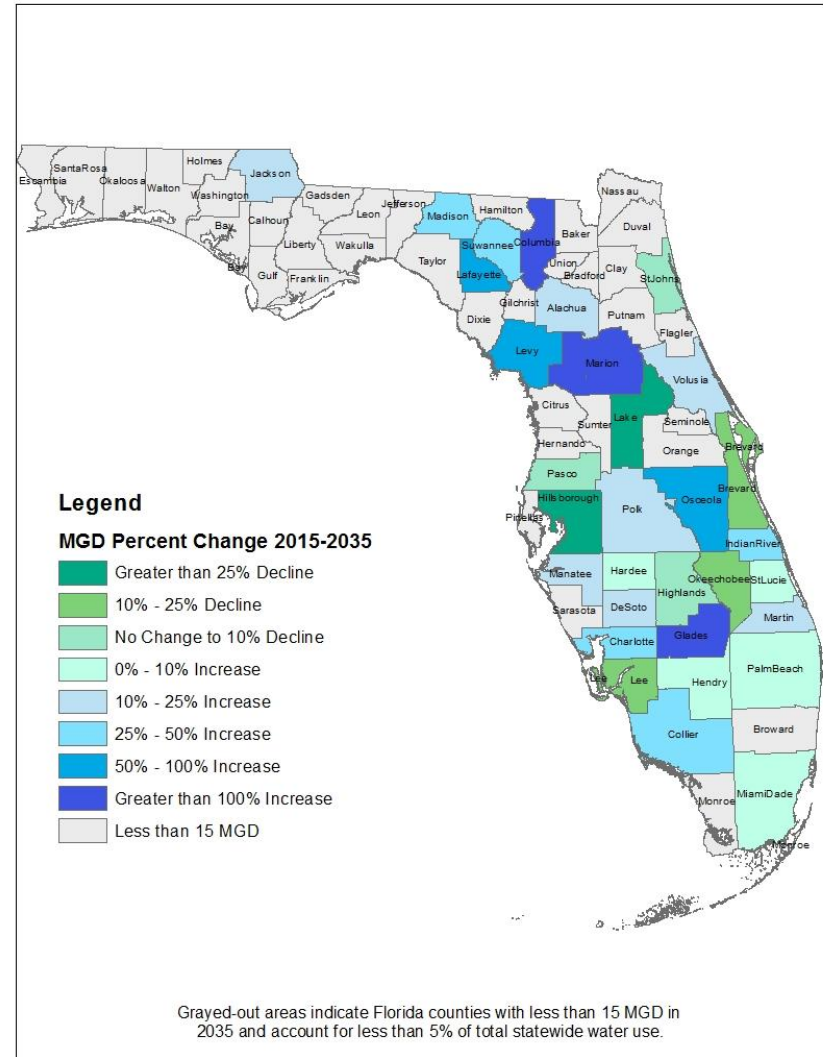 Holmes
Jackson
SantaRosa
Escambia
Okaloosa
Walton
Washington
Gadsden
Jefferson
Leon
Madison
Hamilton
Nassau
Duval
Bay
Calhoun
Liberty
Wakulla
Taylor
Suwannee
Columbia
Baker
Union
Bradford
Clay
StJohns
Bay
Gulf
Franklin
Lafayette
Gilchrist
Alachua
Putnam
Flagler
Dixie
Levy
Marion
Volusia
Citrus
Sumter
Lake
Seminole
Hernando
Orange
Brevard
Pasco
Hillsborough
Pinellas
Polk
Osceola
Brevard
IndianRiver
Manatee
Hardee
Okeechobee
StLucie
Highlands
Sarasota
DeSoto
Martin
Charlotte
Glades
Lee
Lee
Hendry
PalmBeach
Collier
Broward
Monroe
MiamiDade
Monroe
Legend
MGD Percent Change 2015-2035
Greater than 25% Decline
10% - 25% Decline
No Change to 10% Decline
0% - 10% Increase
10% - 25% Increase
25% - 50% Increase
50% - 100% Increase
Greater than 100% Increase
Less than 15 MGD
Grayed-out areas indicate Florida counties with less than 15 MGD in
2035 and account for less than 5% of total statewide water use.